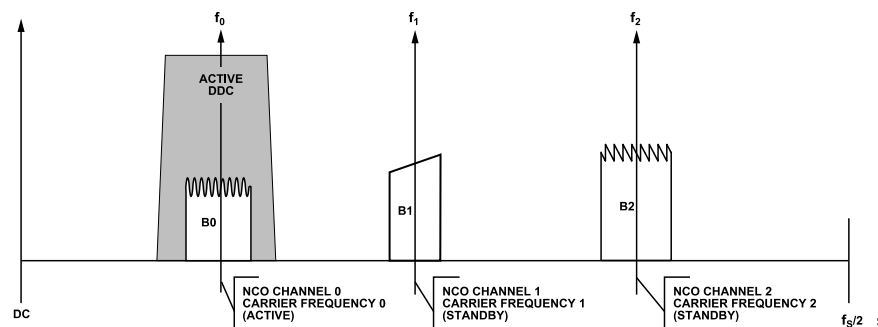 f0
f1
f2
ACTIVE
DDC
B0
B1
B2
NCO CHANNEL 0
CARRIER FREQUENCY 0
(ACTIVE)
NCO CHANNEL 1
CARRIER FREQUENCY 1
(STANDBY)
NCO CHANNEL 2
CARRIER FREQUENCY 2
(STANDBY)
DC
fS/2